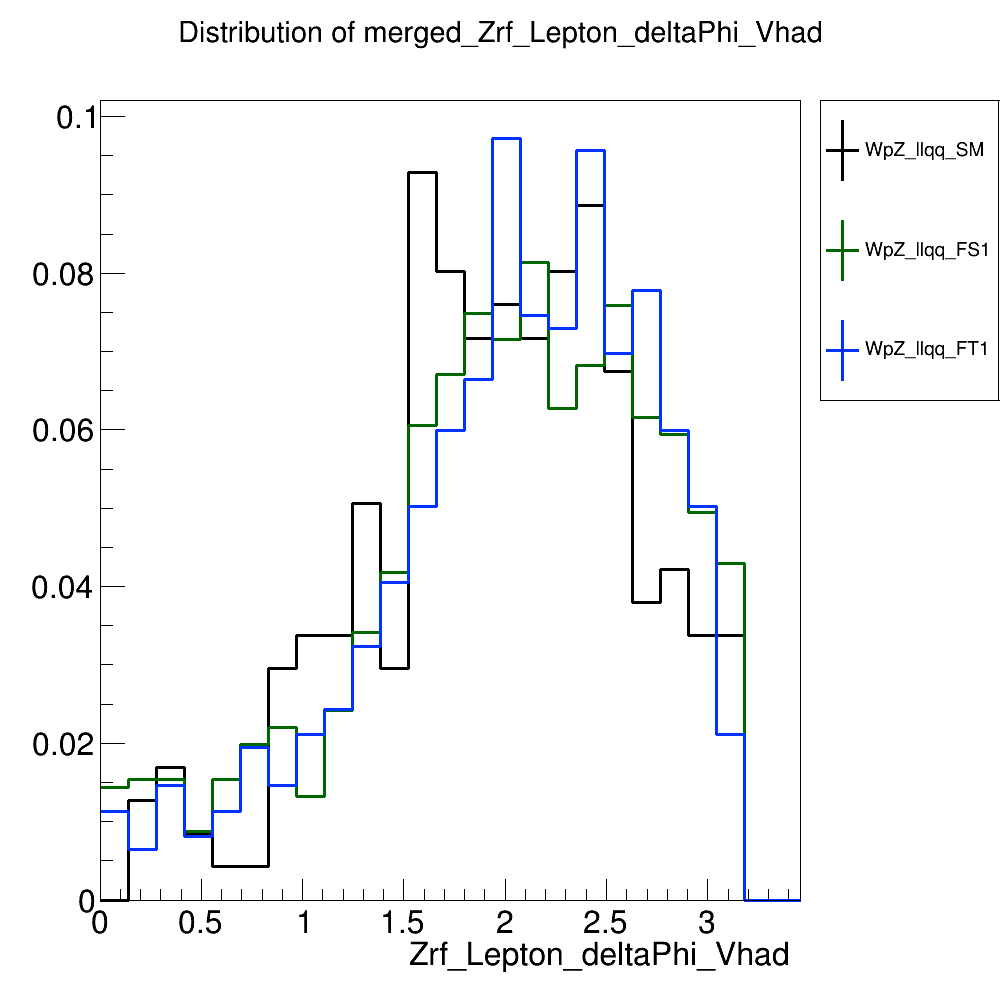 Distribution of merged_Zrf_Lepton_deltaPhi_Vhad
0.1
0.08
0.06
0.04
0.02
0
0 0.5 1 1.5 2 2.5 3
Zrf_Lepton_deltaPhi_Vhad
WpZ_llqq_SM
WpZ_llqq_FS1
WpZ_llqq_FT1